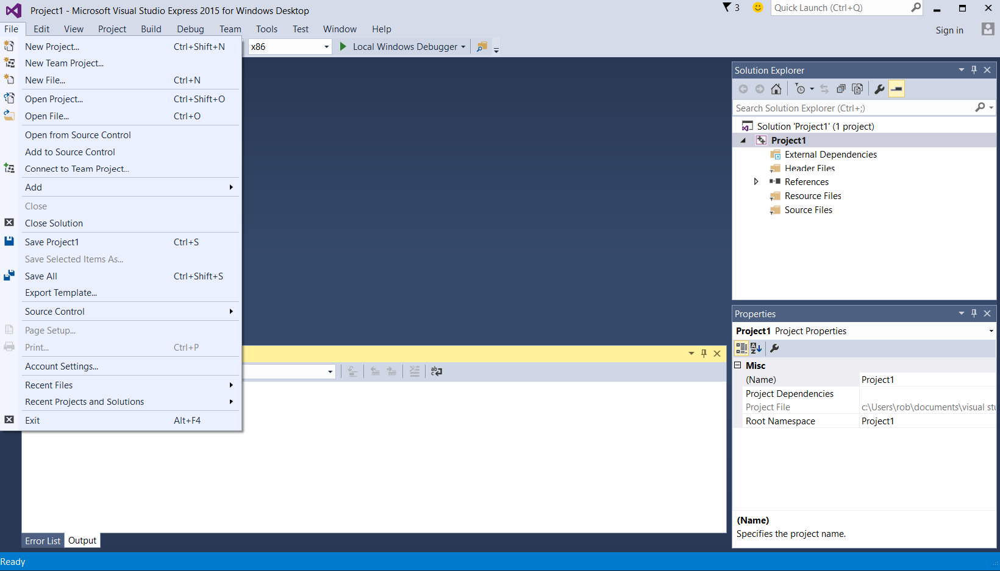 Project1 - Microsoft Visual Studio Express 2015 for Windows Desktop
3
Quick Launch (Ctrl+Q)
File Edit View Project Build Debug Team Tools Test Window Help
Sign in
x86
Local Windows Debugger
New Project... Ctrl+Shift+N
New Team Project...
New File... Ctrl+N
Open Project... Ctrl+Shift+O
Open File... Ctrl+O
Open from Source Control
Add to Source Control
Connect to Team Project...
Add
Close
Close Solution
Save Project1 Ctrl+S
Save Selected Items As...
Save All Ctrl+Shift+S
Export Template...
Source Control
Page Setup...
Print... Ctrl+P
Account Settings...
Recent Files
Recent Projects and Solutions
Exit Alt+F4
Solution Explorer
Search Solution Explorer (Ctrl+;)
Solution 'Project1' (1 project)
Project1
External Dependencies
Header Files
References
Resource Files
Source Files
Properties
Project1 Project Properties
Misc
(Name) Project1
Project Dependencies
Project File c:\Users\rob\documents\visual stu
Root Namespace Project1
(Name)
Specifies the project name.
Error List Output
Ready